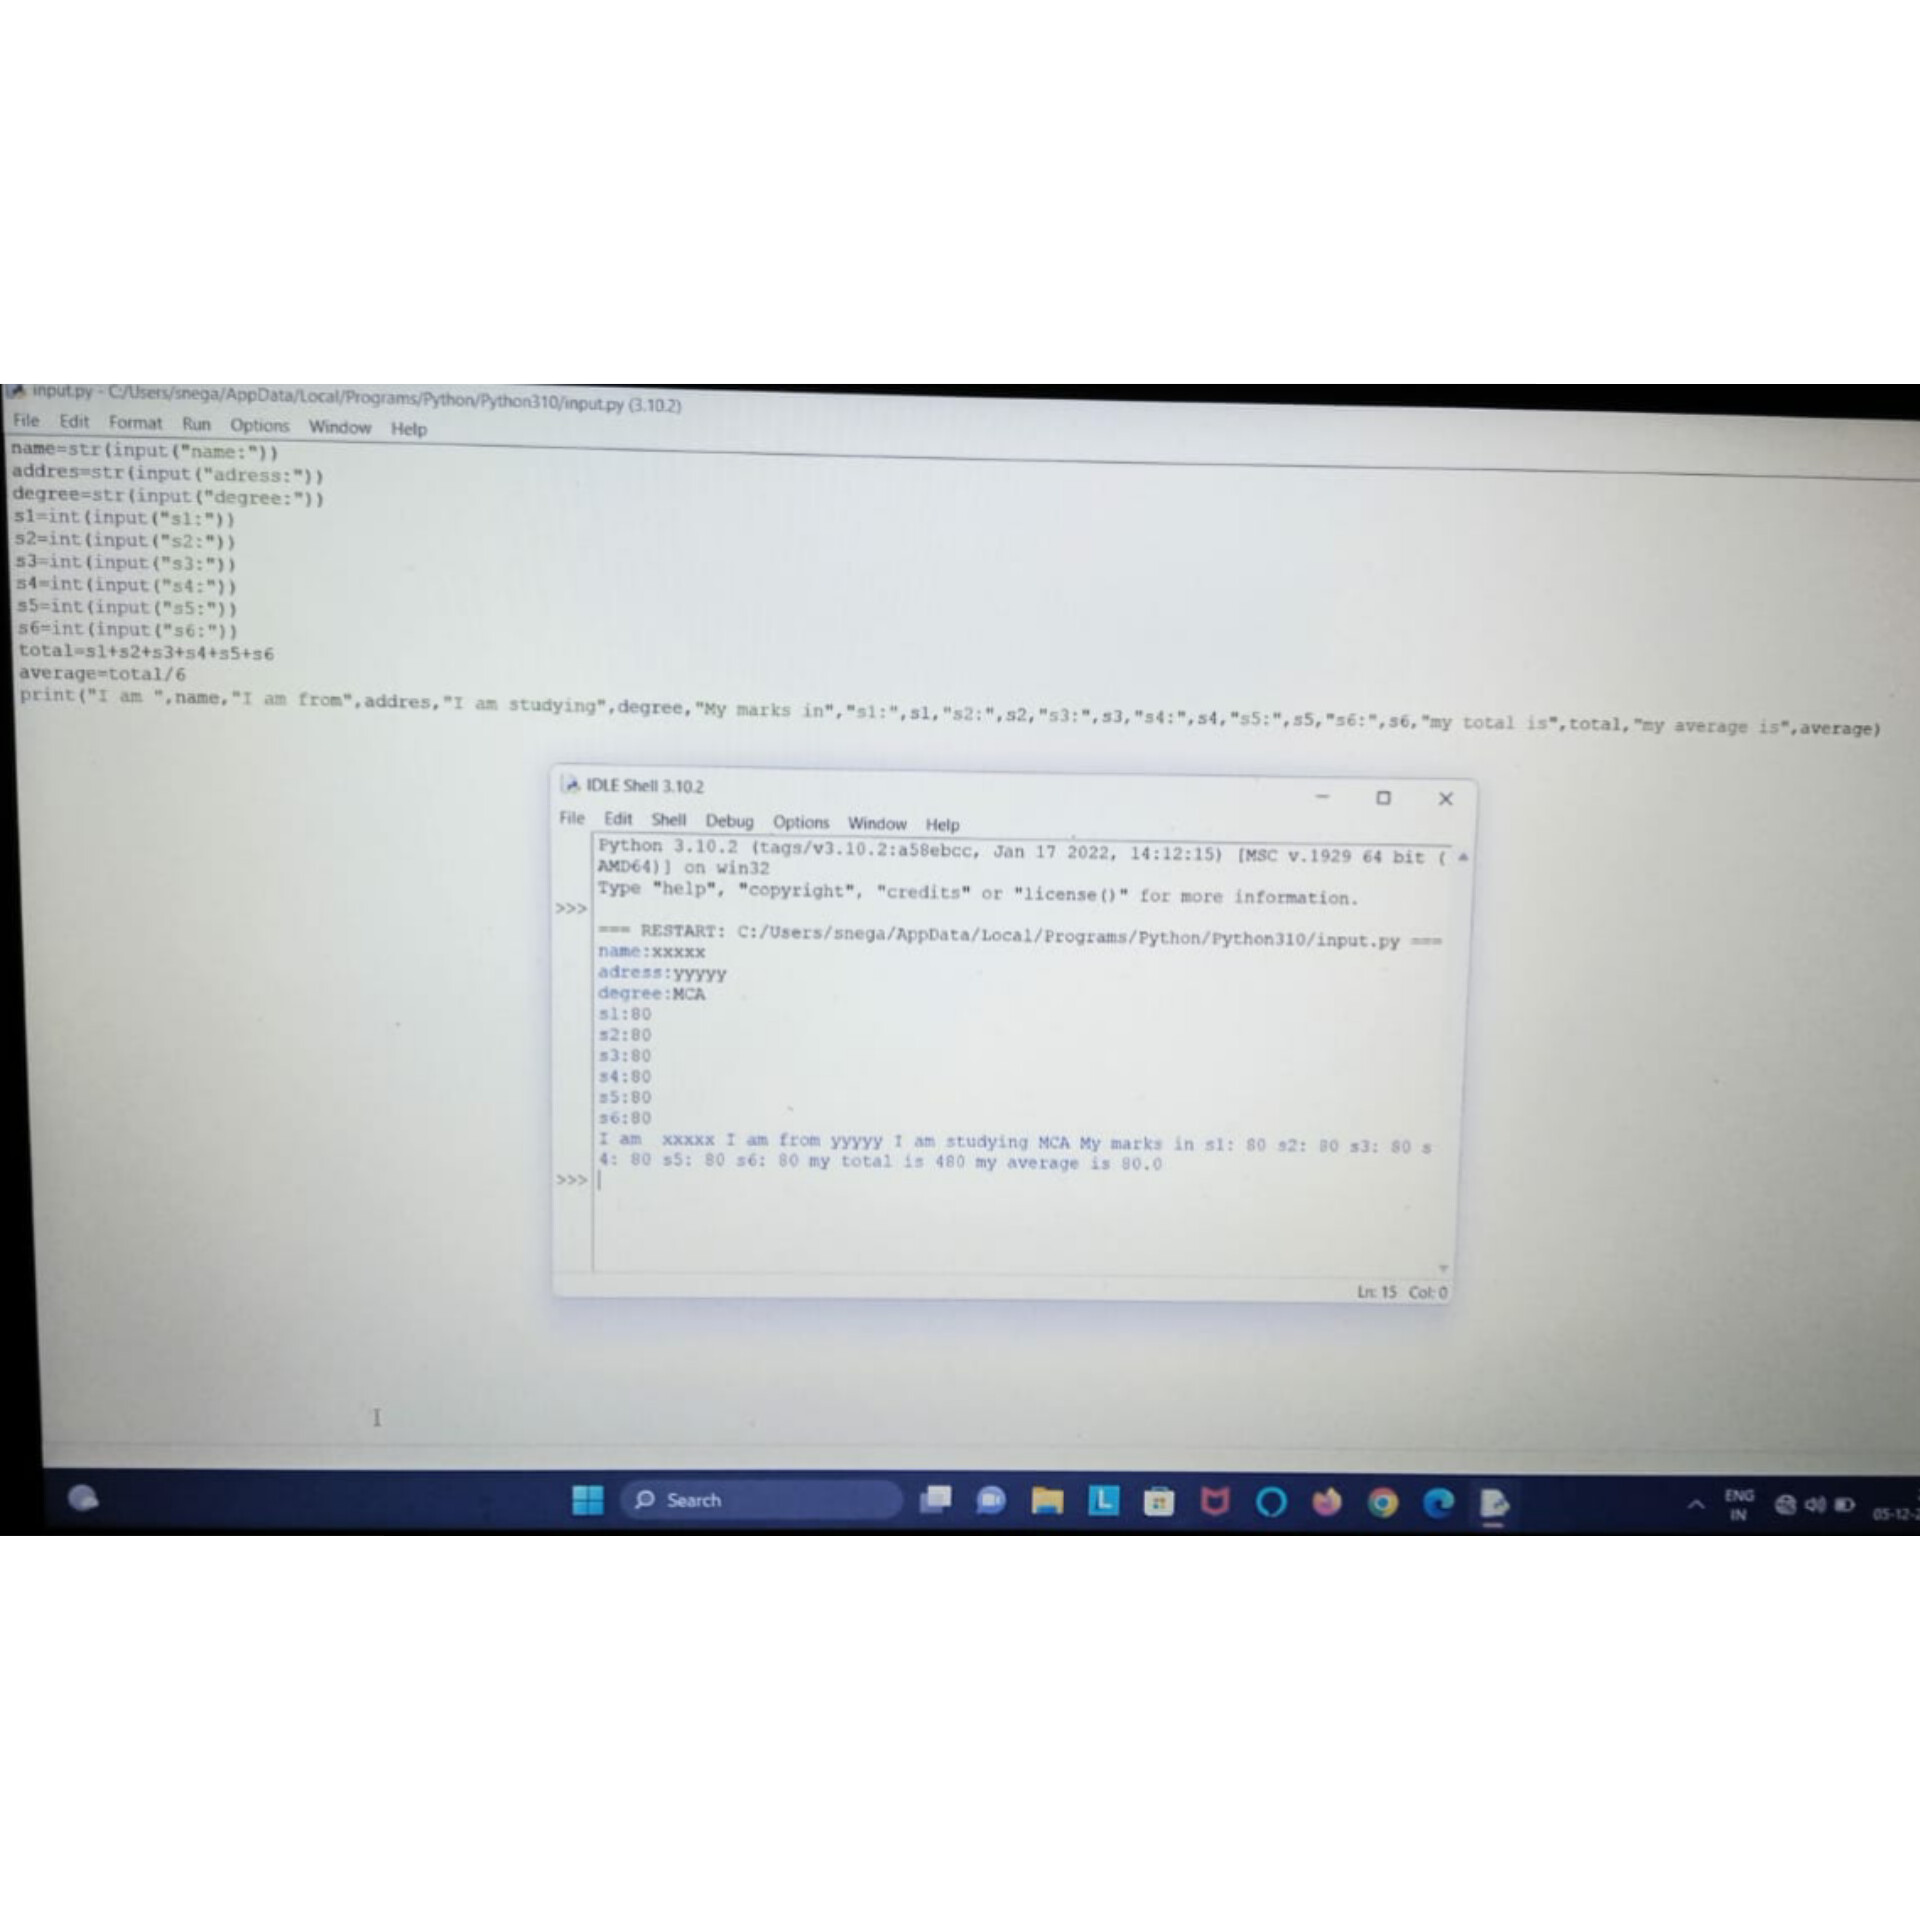 input.py - C:/Users/snega/AppData/Local/Programs/Python/Python310/input.py (3.10.2)
File Edit Format Run Options Window Help
name=str(input("name:"))
addres=str(input("adress:"))
degree=str(input("degree:"))
s1=int(input("s1:"))
s2=int(input("s2:"))
s3=int(input("s3:"))
s4=int(input("s4:"))
s5=int(input("s5:"))
s6=int(input("s6:"))
total=s1+s2+s3+s4+s5+s6
average=total/6
print("I am ",name,"I am from",addres,"I am studying",degree,"My marks in","s1:",s1,"s2:",s2,"s3:",s3,"s4:",s4,"s5:",s5,"s6:",s6,"my total is",total,"my average is",average)
IDLE Shell 3.10.2
File Edit Shell Debug Options Window Help
Python 3.10.2 (tags/v3.10.2:a58ebcc, Jan 17 2022, 14:12:15) [MSC v.1929 64 bit (
AMD64)] on win32
Type "help", "copyright", "credits" or "license()" for more information.
>>>
=== RESTART: C:/Users/snega/AppData/Local/Programs/Python/Python310/input.py ===
name:xxxxx
adress:yyyyy
degree:MCA
s1:80
s2:80
s3:80
s4:80
s5:80
s6:80
I am  xxxxx I am from yyyyy I am studying MCA My marks in s1: 80 s2: 80 s3: 80 s
4: 80 s5: 80 s6: 80 my total is 480 my average is 80.0
>>>
Ln: 15 Col: 0
Search
L
ENG
IN
05-12-